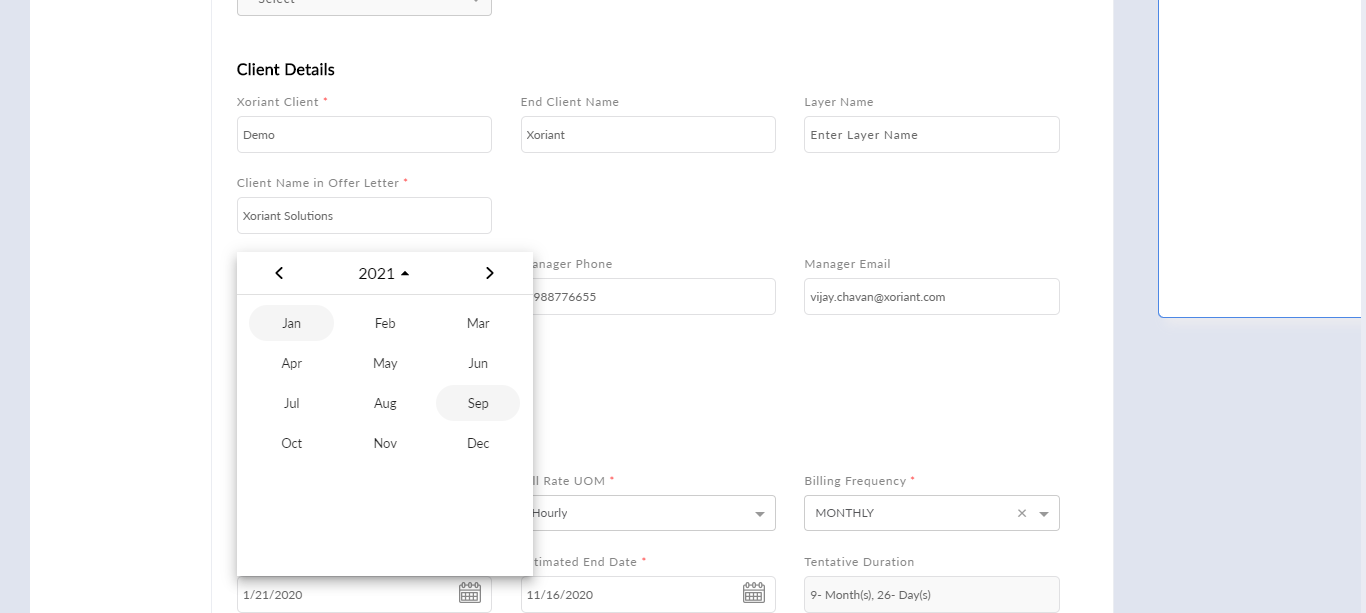 Select
Client Details
Xoriant Client * End Client Name Layer Name
Demo Xoriant Enter Layer Name
Client Name in Offer Letter *
Xoriant Solutions
2021
anager Phone Manager Email
988776655 vijay.chavan@xoriant.com
Jan Feb Mar
Apr May Jun
Jul Aug Sep
Oct Nov Dec
ll Rate UOM * Billing Frequency *
Hourly MONTHLY ×
timated End Date * Tentative Duration
1/21/2020 11/16/2020 9- Month(s), 26- Day(s)